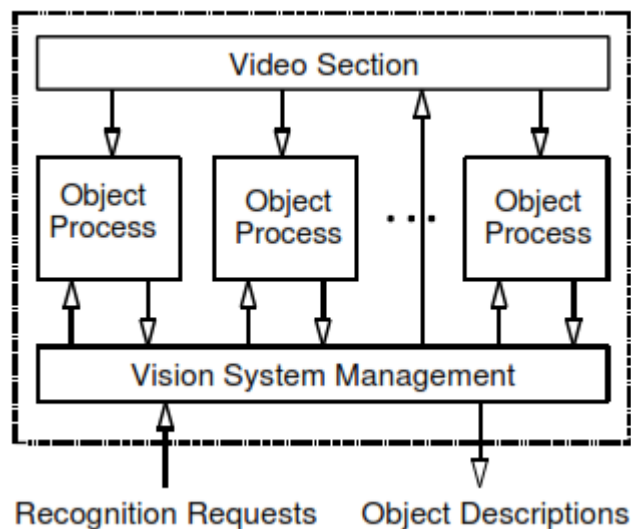 Video Section
Object
Process
Object
Process
...
Object
Process
Vision System Management
Recognition Requests
Object Descriptions